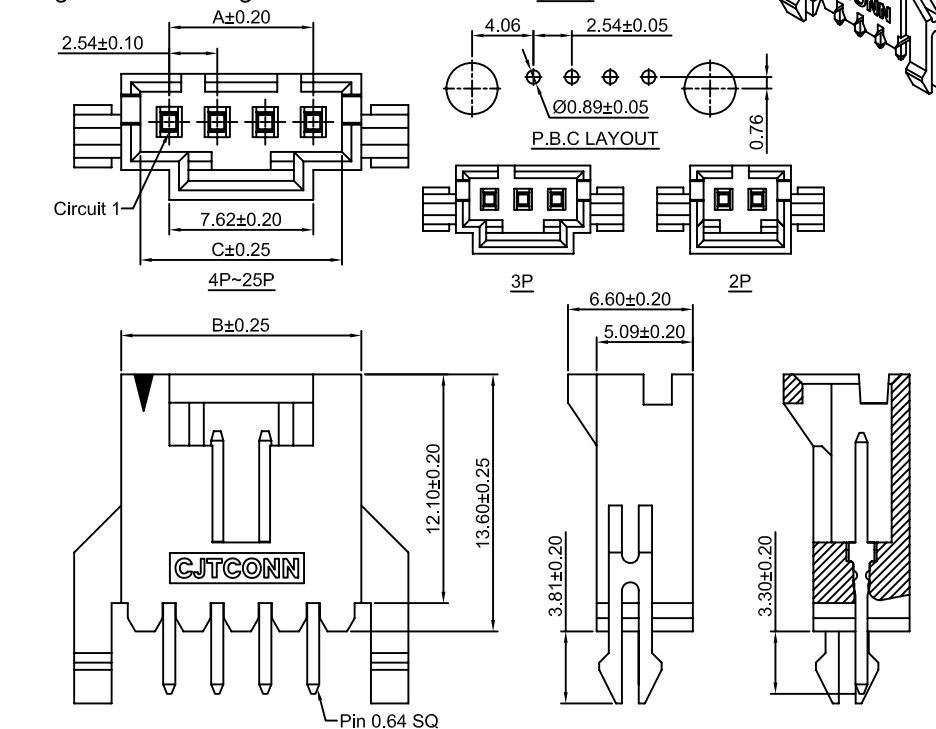 A±0.20
2.54±0.10
4.06
2.54±0.05
Ø0.89±0.05
P.B.C LAYOUT
0.76
Circuit 1
7.62±0.20
C±0.25
4P~25P
3P
2P
6.60±0.20
5.09±0.20
B±0.25
12.10±0.20
13.60±0.25
3.81±0.20
3.30±0.20
CJTCONN
Pin 0.64 SQ